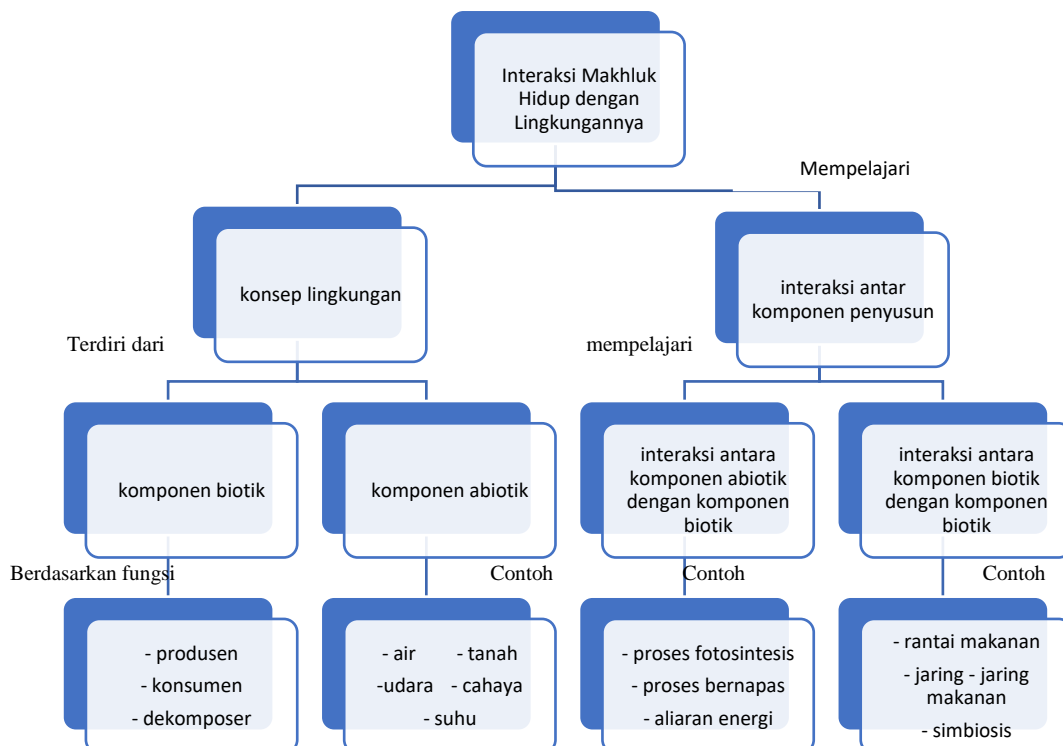 Interaksi Makhluk
Hidup dengan
Lingkungannya
Mempelajari
konsep lingkungan
interaksi antar
komponen penyusun
Terdiri dari
mempelajari
komponen biotik
komponen abiotik
interaksi antara
komponen abiotik
dengan komponen
biotik
interaksi antara
komponen biotik
dengan komponen
biotik
Berdasarkan fungsi
Contoh
Contoh
Contoh
- produsen
- konsumen
- dekomposer
- air - tanah
-udara - cahaya
- suhu
- proses fotosintesis
- proses bernapas
- aliaran energi
- rantai makanan
- jaring - jaring
makanan
- simbiosis